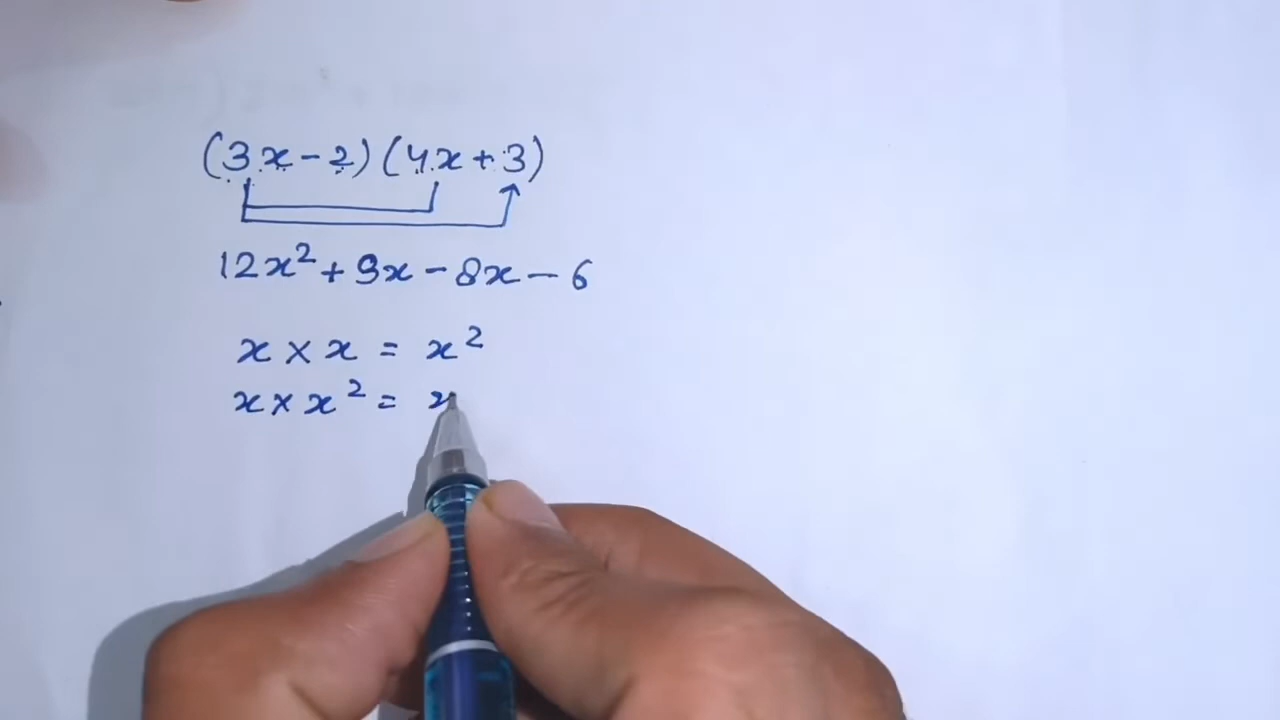 (3x-2)(4x+3)
12x²+9x-8x-6
x × x = x²
x × x² = x